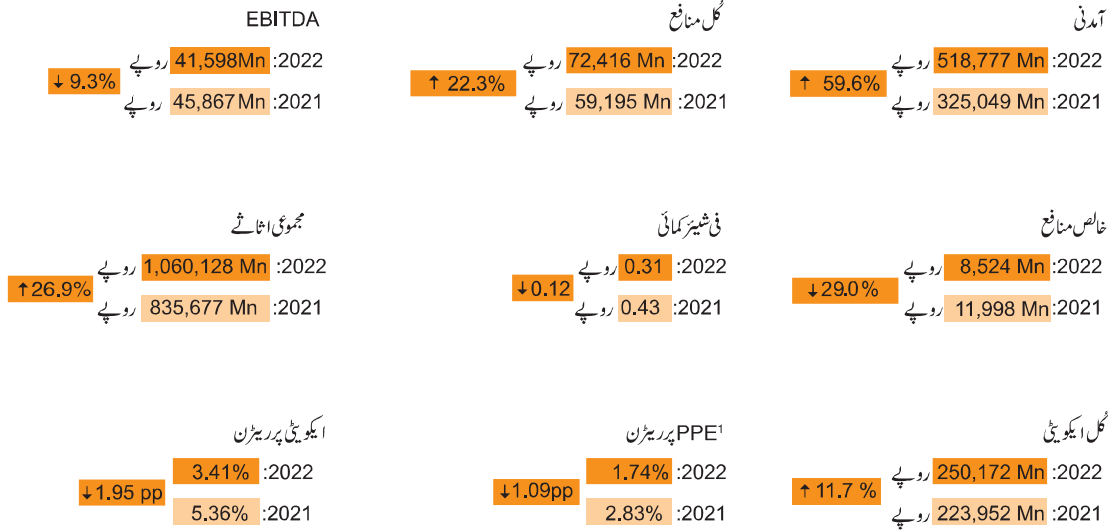 آمدنی
2022: 518,777 Mn روپے
↑ 59.6%
2021: 325,049 Mn روپے
کُل منافع
2022: 72,416 Mn روپے
↑ 22.3%
2021: 59,195 Mn روپے
EBITDA
2022: 41,598Mn روپے
↓ 9.3%
2021: 45,867 Mn روپے
خالص منافع
2022: 8,524 Mn روپے
↓29.0%
2021: 11,998 Mn روپے
فی شیئر کمائی
2022: 0.31 روپے
↓0.12
2021: 0.43 روپے
مجموعی اثاثے
2022: 1,060,128 Mn روپے
↑26.9%
2021: 835,677 Mn روپے
کُل ایکویٹی
2022: 250,172 Mn روپے
↑ 11.7 %
2021: 223,952 Mn روپے
PPE¹ پر ریٹرن
2022: 1.74%
↓1.09pp
2021: 2.83%
ایکویٹی پر ریٹرن
2022: 3.41%
↓1.95 pp
2021: 5.36%